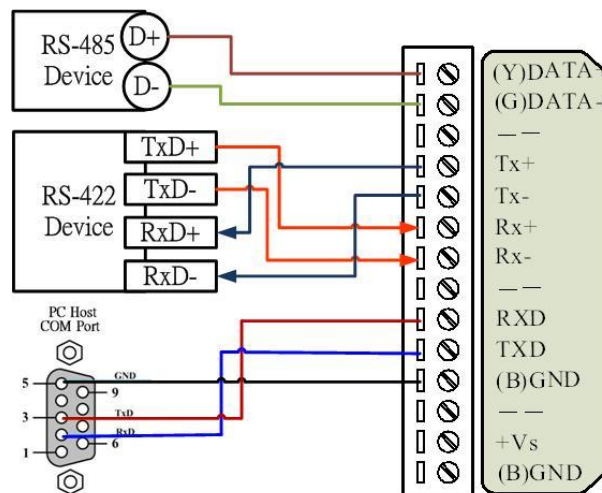 RS-485
Device
D+
D-
RS-422
Device
TxD+
TxD-
RxD+
RxD-
PC Host
COM Port
5
GND
9
3
TxD
RxD
6
1
(Y)DATA+
(G)DATA-
——
Tx+
Tx-
Rx+
Rx-
——
RXD
TXD
(B)GND
——
+Vs
(B)GND